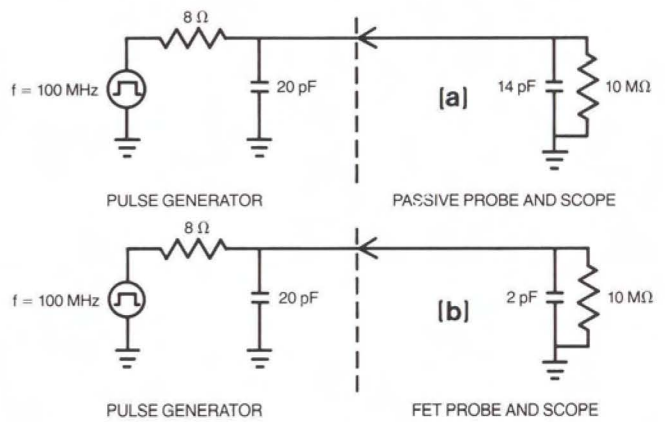 8 Ω
f = 100 MHz
20 pF
[a]
14 pF
10 MΩ
PULSE GENERATOR
PASSIVE PROBE AND SCOPE
8 Ω
f = 100 MHz
20 pF
[b]
2 pF
10 MΩ
PULSE GENERATOR
FET PROBE AND SCOPE